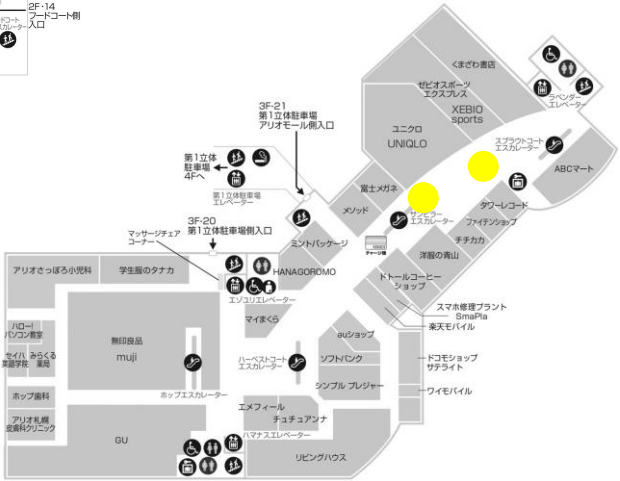 2F･14
フードコート側
入口
くまざわ書店
ゼビオスポーツ
エクスプレス
XEBIO
sports
ラベンダー
エレベーター
3F-21
第1立体駐車場
アリオモール側入口
ユニクロ
UNIQLO
スプラウトコート
エスカレーター
ABCマート
第1立体
駐車場
4Fへ
第1立体駐車場
エレベーター
富士メガネ
メソッド
タワーレコード
ファイテンショップ
チチカカ
エスカレーター
3F-20
第1立体駐車場側入口
マッサージチェア
コーナー
ミントパッケージ
チャージ機
洋服の青山
アリオさっぽろ小児科
学生服のタナカ
HANAGOROMO
エゾユリエレベーター
ドトールコーヒー
ショップ
マイまくら
スマホ修理プラント
SmaPla
楽天モバイル
ハロー!
パソコン教室
無印良品
muji
auショップ
セイハ
英語学院
みらくる
薬局
ハーベストコート
エスカレーター
ソフトバンク
ドコモショップ
サテライト
ホップエスカレーター
シンプル プレジャー
ワイモバイル
ホップ歯科
エメフィール
チュチュアンナ
アリオ札幌
皮膚科クリニック
GU
ハマナスエレベーター
リビングハウス